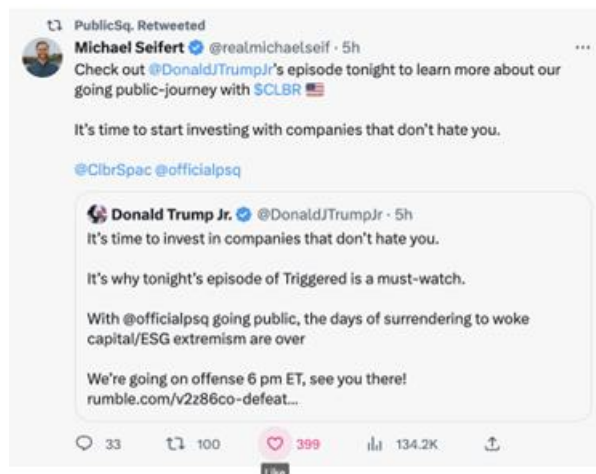 PublicSq. Retweeted
Michael Seifert @realmichaelseif · 5h
Check out @DonaldJTrumpJr's episode tonight to learn more about our
going public-journey with $CLBR 🇺🇸
It's time to start investing with companies that don't hate you.
@ClbrSpac @officialpsq
Donald Trump Jr. @DonaldJTrumpJr · 5h
It's time to invest in companies that don't hate you.
It's why tonight's episode of Triggered is a must-watch.
With @officialpsq going public, the days of surrendering to woke
capital/ESG extremism are over
We're going on offense 6 pm ET, see you there!
rumble.com/v2z86co-defeat...
33 100 399 134.2K
Like